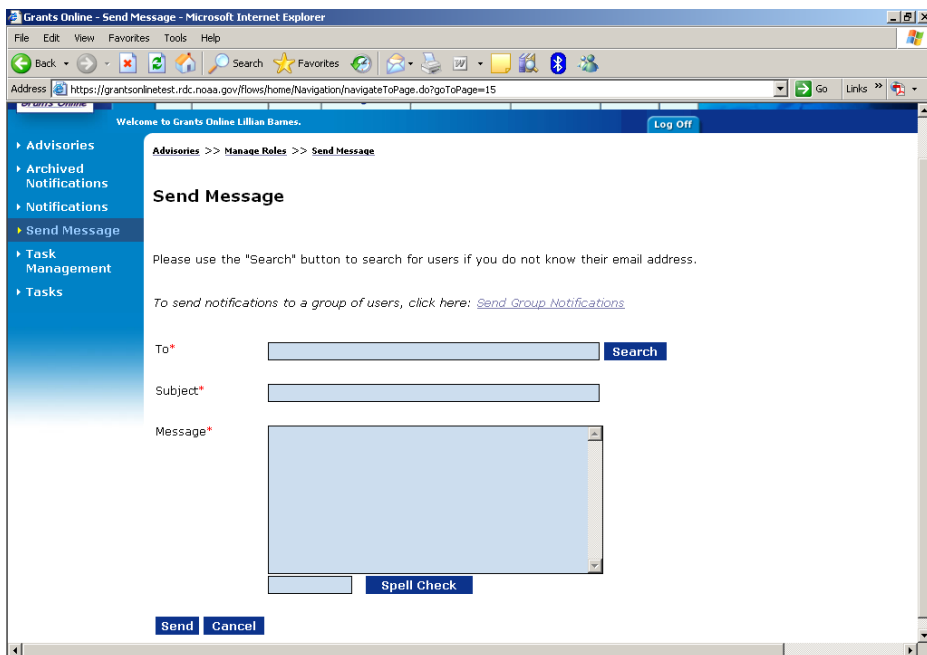 Grants Online - Send Message - Microsoft Internet Explorer
File Edit View Favorites Tools Help
Back Search Favorites
Address https://grantsonlinetest.rdc.noaa.gov/flows/home/Navigation/navigateToPage.do?goToPage=15 Go Links »
Grants Online
Welcome to Grants Online Lillian Barnes. Log Off
Advisories
Archived
Notifications
Notifications
Send Message
Task
Management
Tasks
Advisories >> Manage Roles >> Send Message
Send Message
Please use the "Search" button to search for users if you do not know their email address.
To send notifications to a group of users, click here: Send Group Notifications
To* Search
Subject*
Message*
Spell Check
Send Cancel